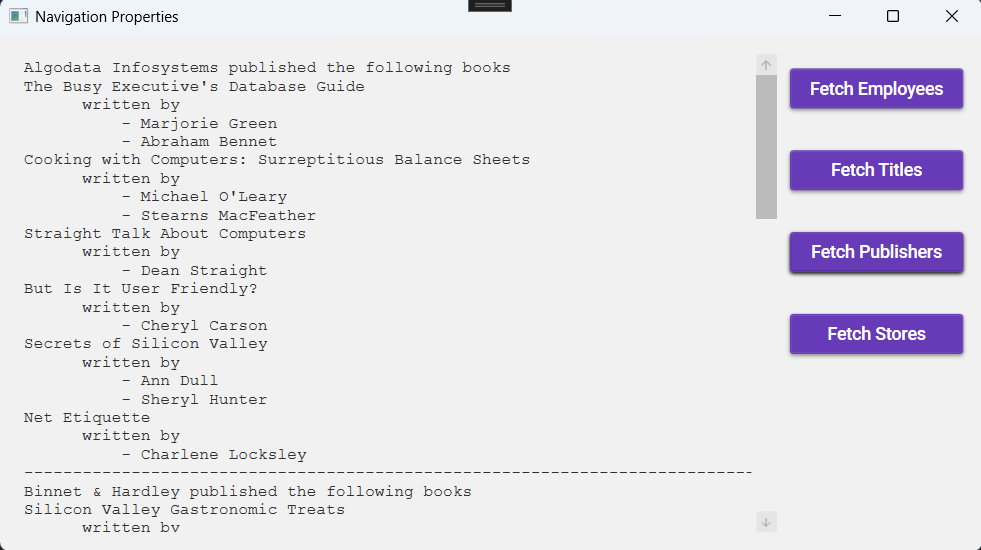 Navigation Properties
Algodata Infosystems published the following books
The Busy Executive's Database Guide
written by
- Marjorie Green
- Abraham Bennet
Cooking with Computers: Surreptitious Balance Sheets
written by
- Michael O'Leary
- Stearns MacFeather
Straight Talk About Computers
written by
- Dean Straight
But Is It User Friendly?
written by
- Cheryl Carson
Secrets of Silicon Valley
written by
- Ann Dull
- Sheryl Hunter
Net Etiquette
written by
- Charlene Locksley
---------------------------------------------------------------------------
Binnet & Hardley published the following books
Silicon Valley Gastronomic Treats
written by
Fetch Employees
Fetch Titles
Fetch Publishers
Fetch Stores